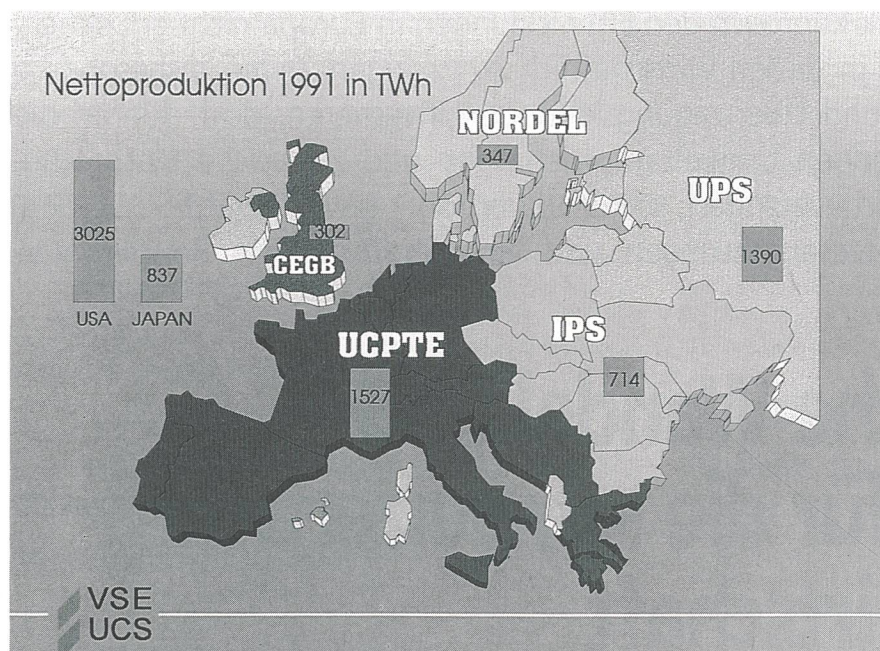 Nettoproduktion 1991 in TWh
NORDEL
347
UPS
3025
302
1390
837
CEGB
USA
JAPAN
UCPTE
IPS
1527
714
VSE
UCS